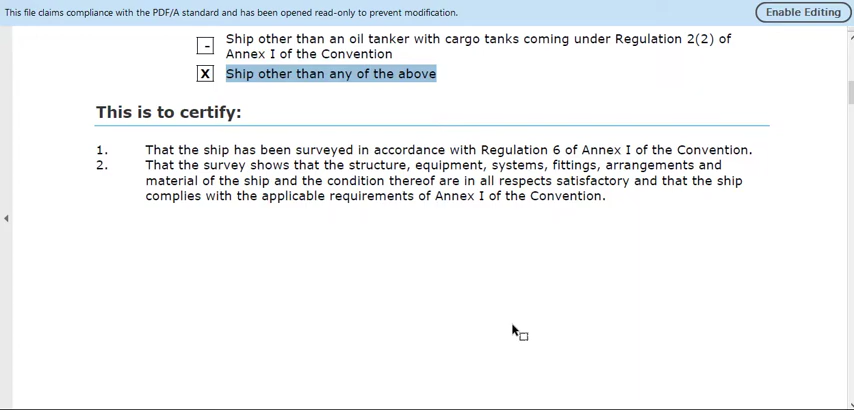 This file claims compliance with the PDF/A standard and has been opened read-only to prevent modification.
Enable Editing
- Ship other than an oil tanker with cargo tanks coming under Regulation 2(2) of
Annex I of the Convention
X Ship other than any of the above
This is to certify:
1. That the ship has been surveyed in accordance with Regulation 6 of Annex I of the Convention.
2. That the survey shows that the structure, equipment, systems, fittings, arrangements and
material of the ship and the condition thereof are in all respects satisfactory and that the ship
complies with the applicable requirements of Annex I of the Convention.